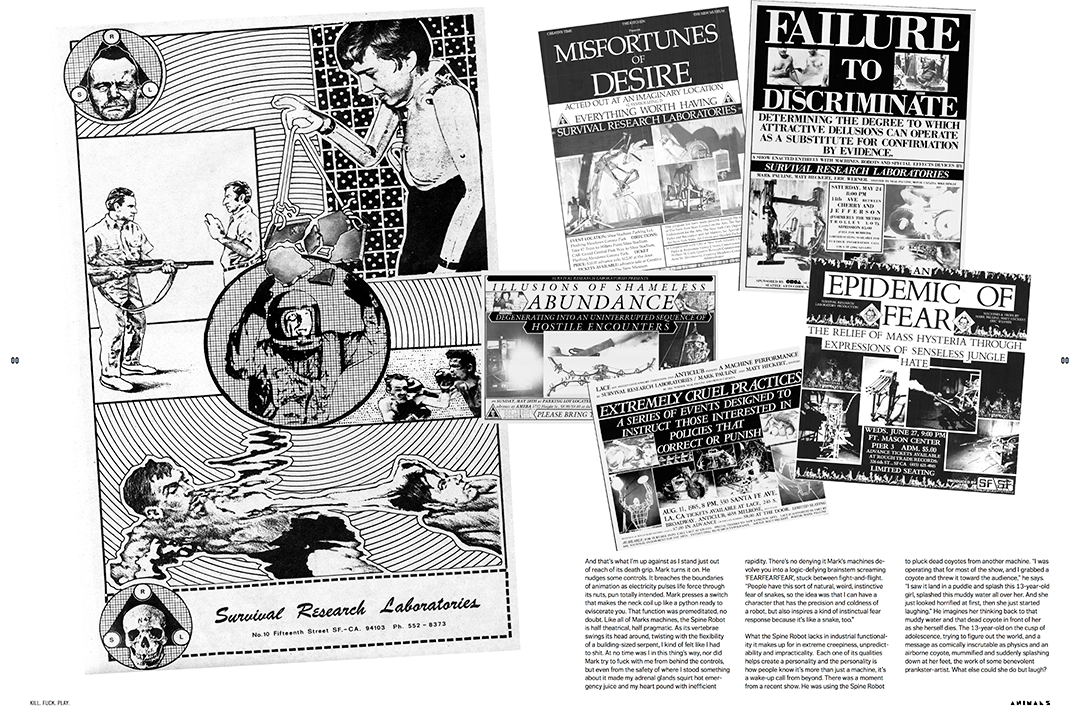 R
S
L
Survival Research Laboratories
No.10 Fifteenth Street SF.-CA. 94103 Ph. 552-8373
R
S
L
CREATIVE TIME
THE KITCHEN
THE NEW MUSEUM
MISFORTUNES
OF
DESIRE
ACTED OUT AT AN IMAGINARY LOCATION
EVERYTHING WORTH HAVING
SURVIVAL RESEARCH LABORATORIES
FAILURE
TO
DISCRIMINATE
DETERMINING THE DEGREE TO WHICH
ATTRACTIVE DELUSIONS CAN OPERATE
AS A SUBSTITUTE FOR CONFIRMATION
BY EVIDENCE.
A SHOW ENACTED ENTIRELY WITH MACHINES, ROBOTS AND SPECIAL EFFECTS DEVICES BY
SURVIVAL RESEARCH LABORATORIES
MARK PAULINE, MATT HECKERT, ERIC WERNER.
SATURDAY, MAY 24
8:00 PM
14th AVE BETWEEN
CHERRY AND
JEFFERSON
SURVIVAL RESEARCH LABORATORIES PRESENTS
ILLUSIONS OF SHAMELESS
ABUNDANCE
DEGENERATING INTO AN UNINTERRUPTED SEQUENCE OF
HOSTILE ENCOUNTERS
PLEASE BRING
AN
EPIDEMIC OF
FEAR
THE RELIEF OF MASS HYSTERIA THROUGH
EXPRESSIONS OF SENSELESS JUNGLE
HATE
WEDS. JUNE 27, 9:00 PM
FT. MASON CENTER
PIER 3 ADM. $5.00
ADVANCE TICKETS AVAILABLE
AT ROUGH TRADE RECORDS:
LIMITED SEATING
LACE
ANTICLUB
A MACHINE PERFORMANCE
SURVIVAL RESEARCH LABORATORIES / MARK PAULINE, MATT HECKERT,
EXTREMELY CRUEL PRACTICES
A SERIES OF EVENTS DESIGNED TO
INSTRUCT THOSE INTERESTED IN
POLICIES THAT
CORRECT OR PUNISH
AUG. 11, 1985, 8 PM, 330 SANTA FE AVE.
00
00
And that's what I'm up against as I stand just out
of reach of its death grip. Mark turns it on. He
nudges some controls. It breaches the boundaries
of animation as electricity pulses life force through
its nuts, pun totally intended. Mark presses a switch
that makes the neck coil up like a python ready to
eviscerate you. That function was premeditated, no
doubt. Like all of Marks machines, the Spine Robot
is half theatrical, half pragmatic. As its vertebrae
swings its head around, twisting with the flexibility
of a building-sized serpent, I kind of felt like I had
to shit. At no time was I in this thing's way, nor did
Mark try to fuck with me from behind the controls,
but even from the safety of where I stood something
about it made my adrenal glands squirt hot emer-
gency juice and my heart pound with inefficient
rapidity. There's no denying it Mark's machines de-
volve you into a logic-defying brainstem screaming
'FEARFEARFEAR', stuck between fight-and-flight.
"People have this sort of natural, weird, instinctive
fear of snakes, so the idea was that I can have a
character that has the precision and coldness of
a robot, but also inspires a kind of instinctual fear
response because it's like a snake, too."
What the Spine Robot lacks in industrial functional-
ity it makes up for in extreme creepiness, unpredict-
ability and impracticality. Each one of its qualities
helps create a personality and the personality is
how people know it's more than just a machine, it's
a wake-up call from beyond. There was a moment
from a recent show. He was using the Spine Robot
to pluck dead coyotes from another machine. "I was
operating that for most of the show, and I grabbed a
coyote and threw it toward the audience," he says.
"I saw it land in a puddle and splash this 13-year-old
girl, splashed this muddy water all over her. And she
just looked horrified at first, then she just started
laughing." He imagines her thinking back to that
muddy water and that dead coyote in front of her
as she herself dies. The 13-year-old on the cusp of
adolescence, trying to figure out the world, and a
message as comically inscrutable as physics and an
airborne coyote, mummified and suddenly splashing
down at her feet, the work of some benevolent
prankster-artist. What else could she do but laugh?
KILL. FUCK. PLAY.
ANIMALS